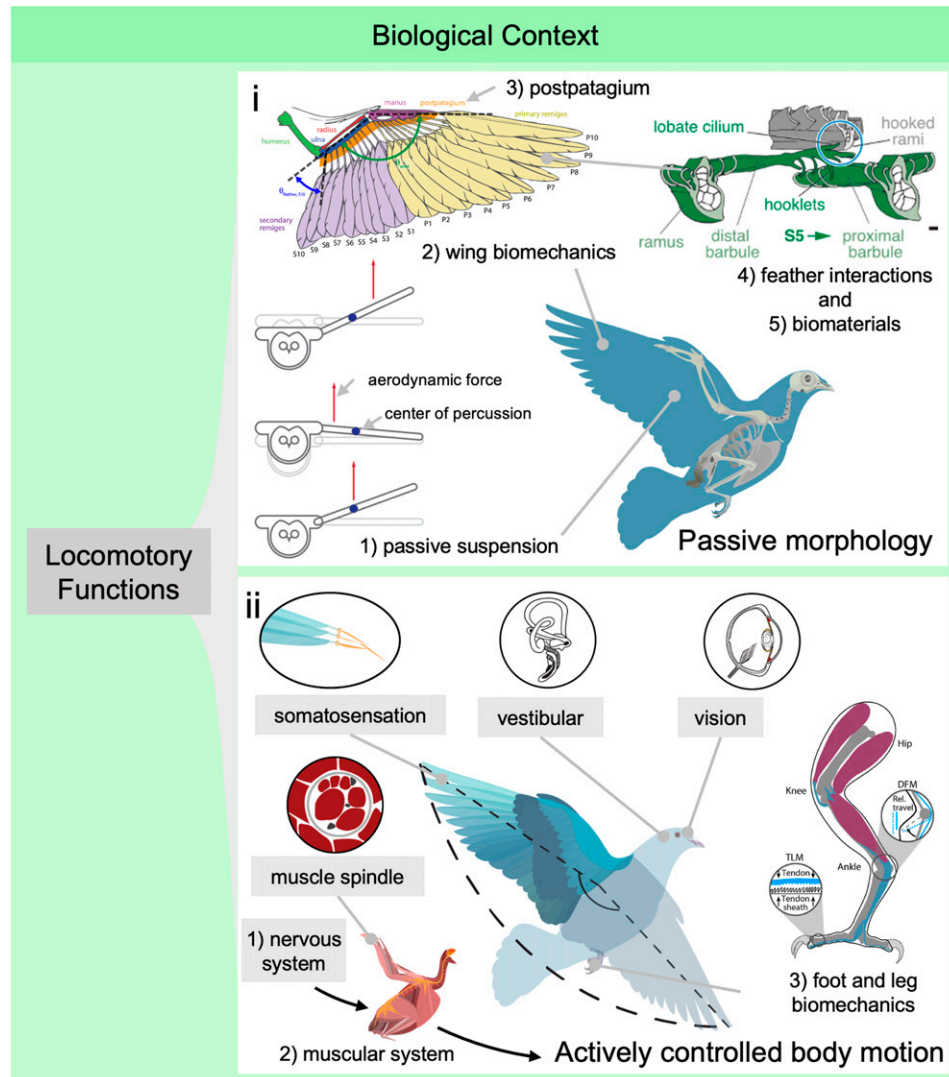 Biological Context
Locomotory
Functions
i
3) postpatagium
manus
postpatagium
primary remiges
radius
ulna
humerus
P10
P9
P8
P7
P6
P5
P4
P3
P2
P1
S1
S2
S3
S4
S5
S6
S7
S8
S9
S10
secondary
remiges
lobate cilium
hooked
rami
hooklets
ramus
distal
barbule
S5
proximal
barbule
2) wing biomechanics
4) feather interactions
and
5) biomaterials
aerodynamic force
center of percussion
1) passive suspension
Passive morphology
ii
somatosensation
vestibular
vision
muscle spindle
1) nervous
system
2) muscular system
Hip
Knee
DFM
Rel.
travel
Ankle
TLM
Tendon
Tendon
sheath
3) foot and leg
biomechanics
Actively controlled body motion